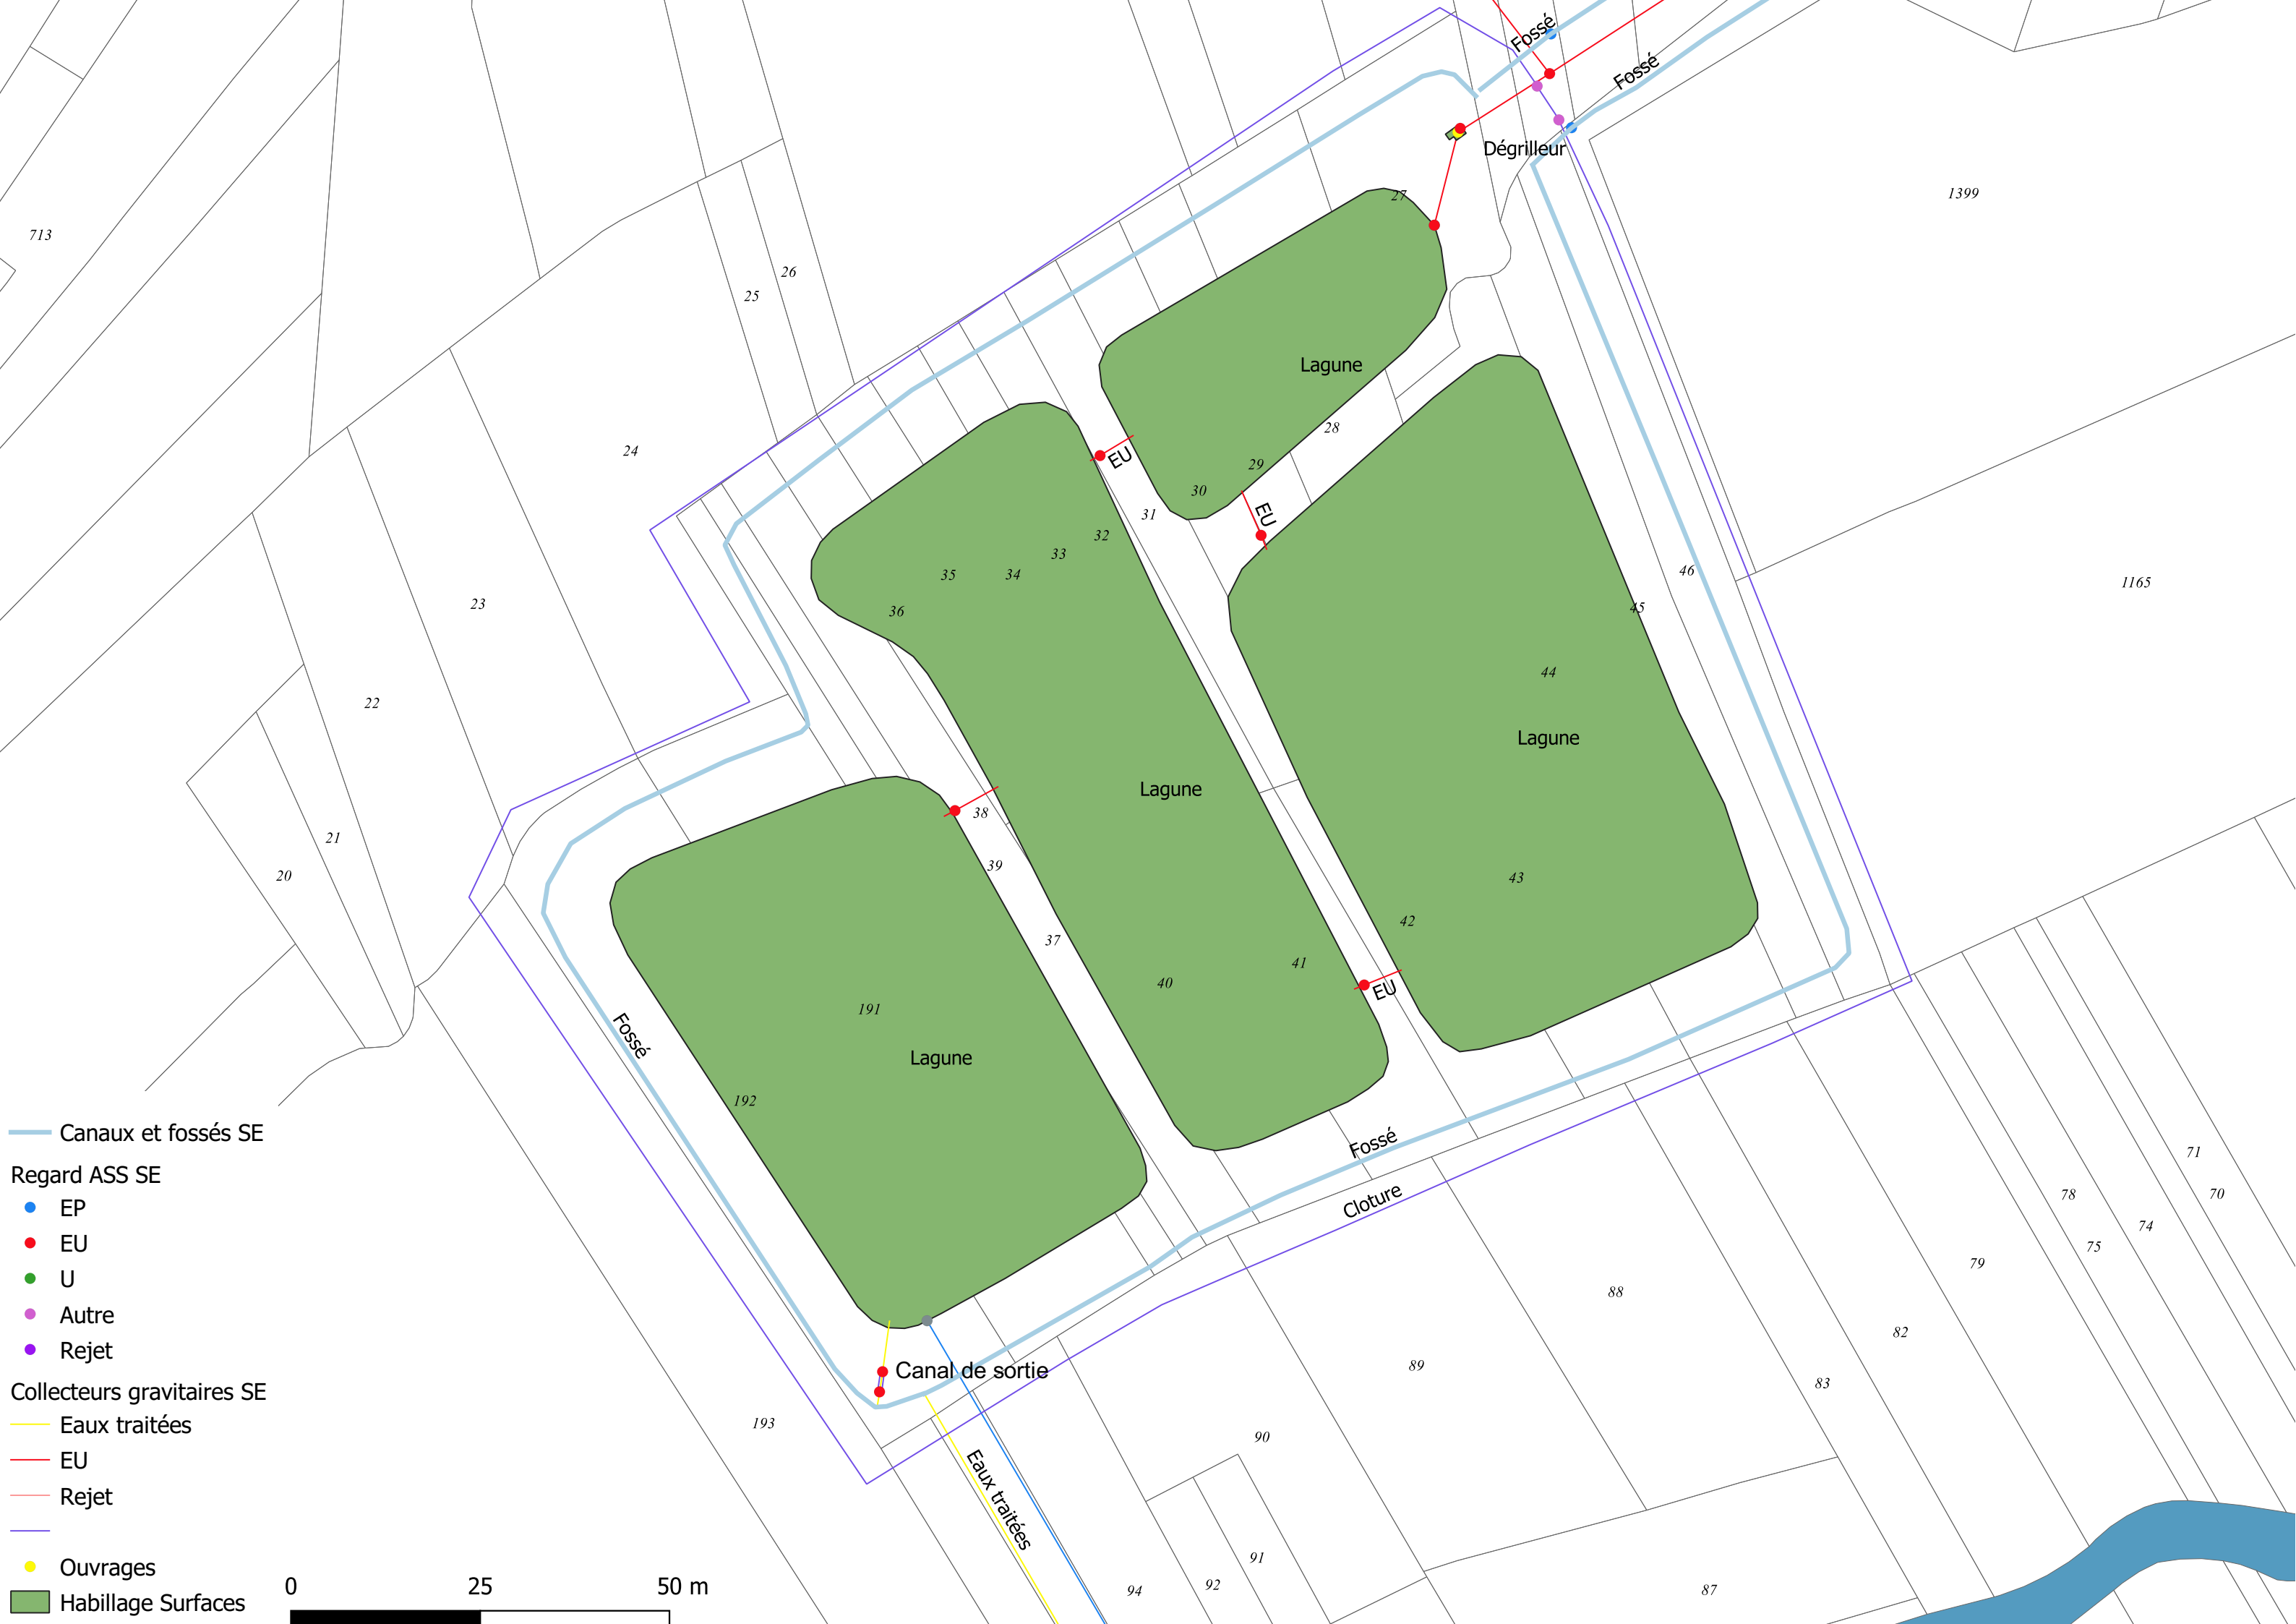 Fossé
Fossé
Dégrilleur
27
1399
713
26
25
Lagune
24
28
29
30
31
EU
EU
32
33
34
35
36
46
1165
45
23
44
22
Lagune
Lagune
38
21
39
20
43
42
37
41
40
EU
191
Fossé
Lagune
192
Fossé
Cloture
71
70
78
74
75
79
88
82
89
83
Canal de sortie
193
90
Eaux traitées
91
92
94
87
Canaux et fossés SE
Regard ASS SE
EP
EU
U
Autre
Rejet
Collecteurs gravitaires SE
Eaux traitées
EU
Rejet
Ouvrages
Habillage Surfaces
0 25 50 m